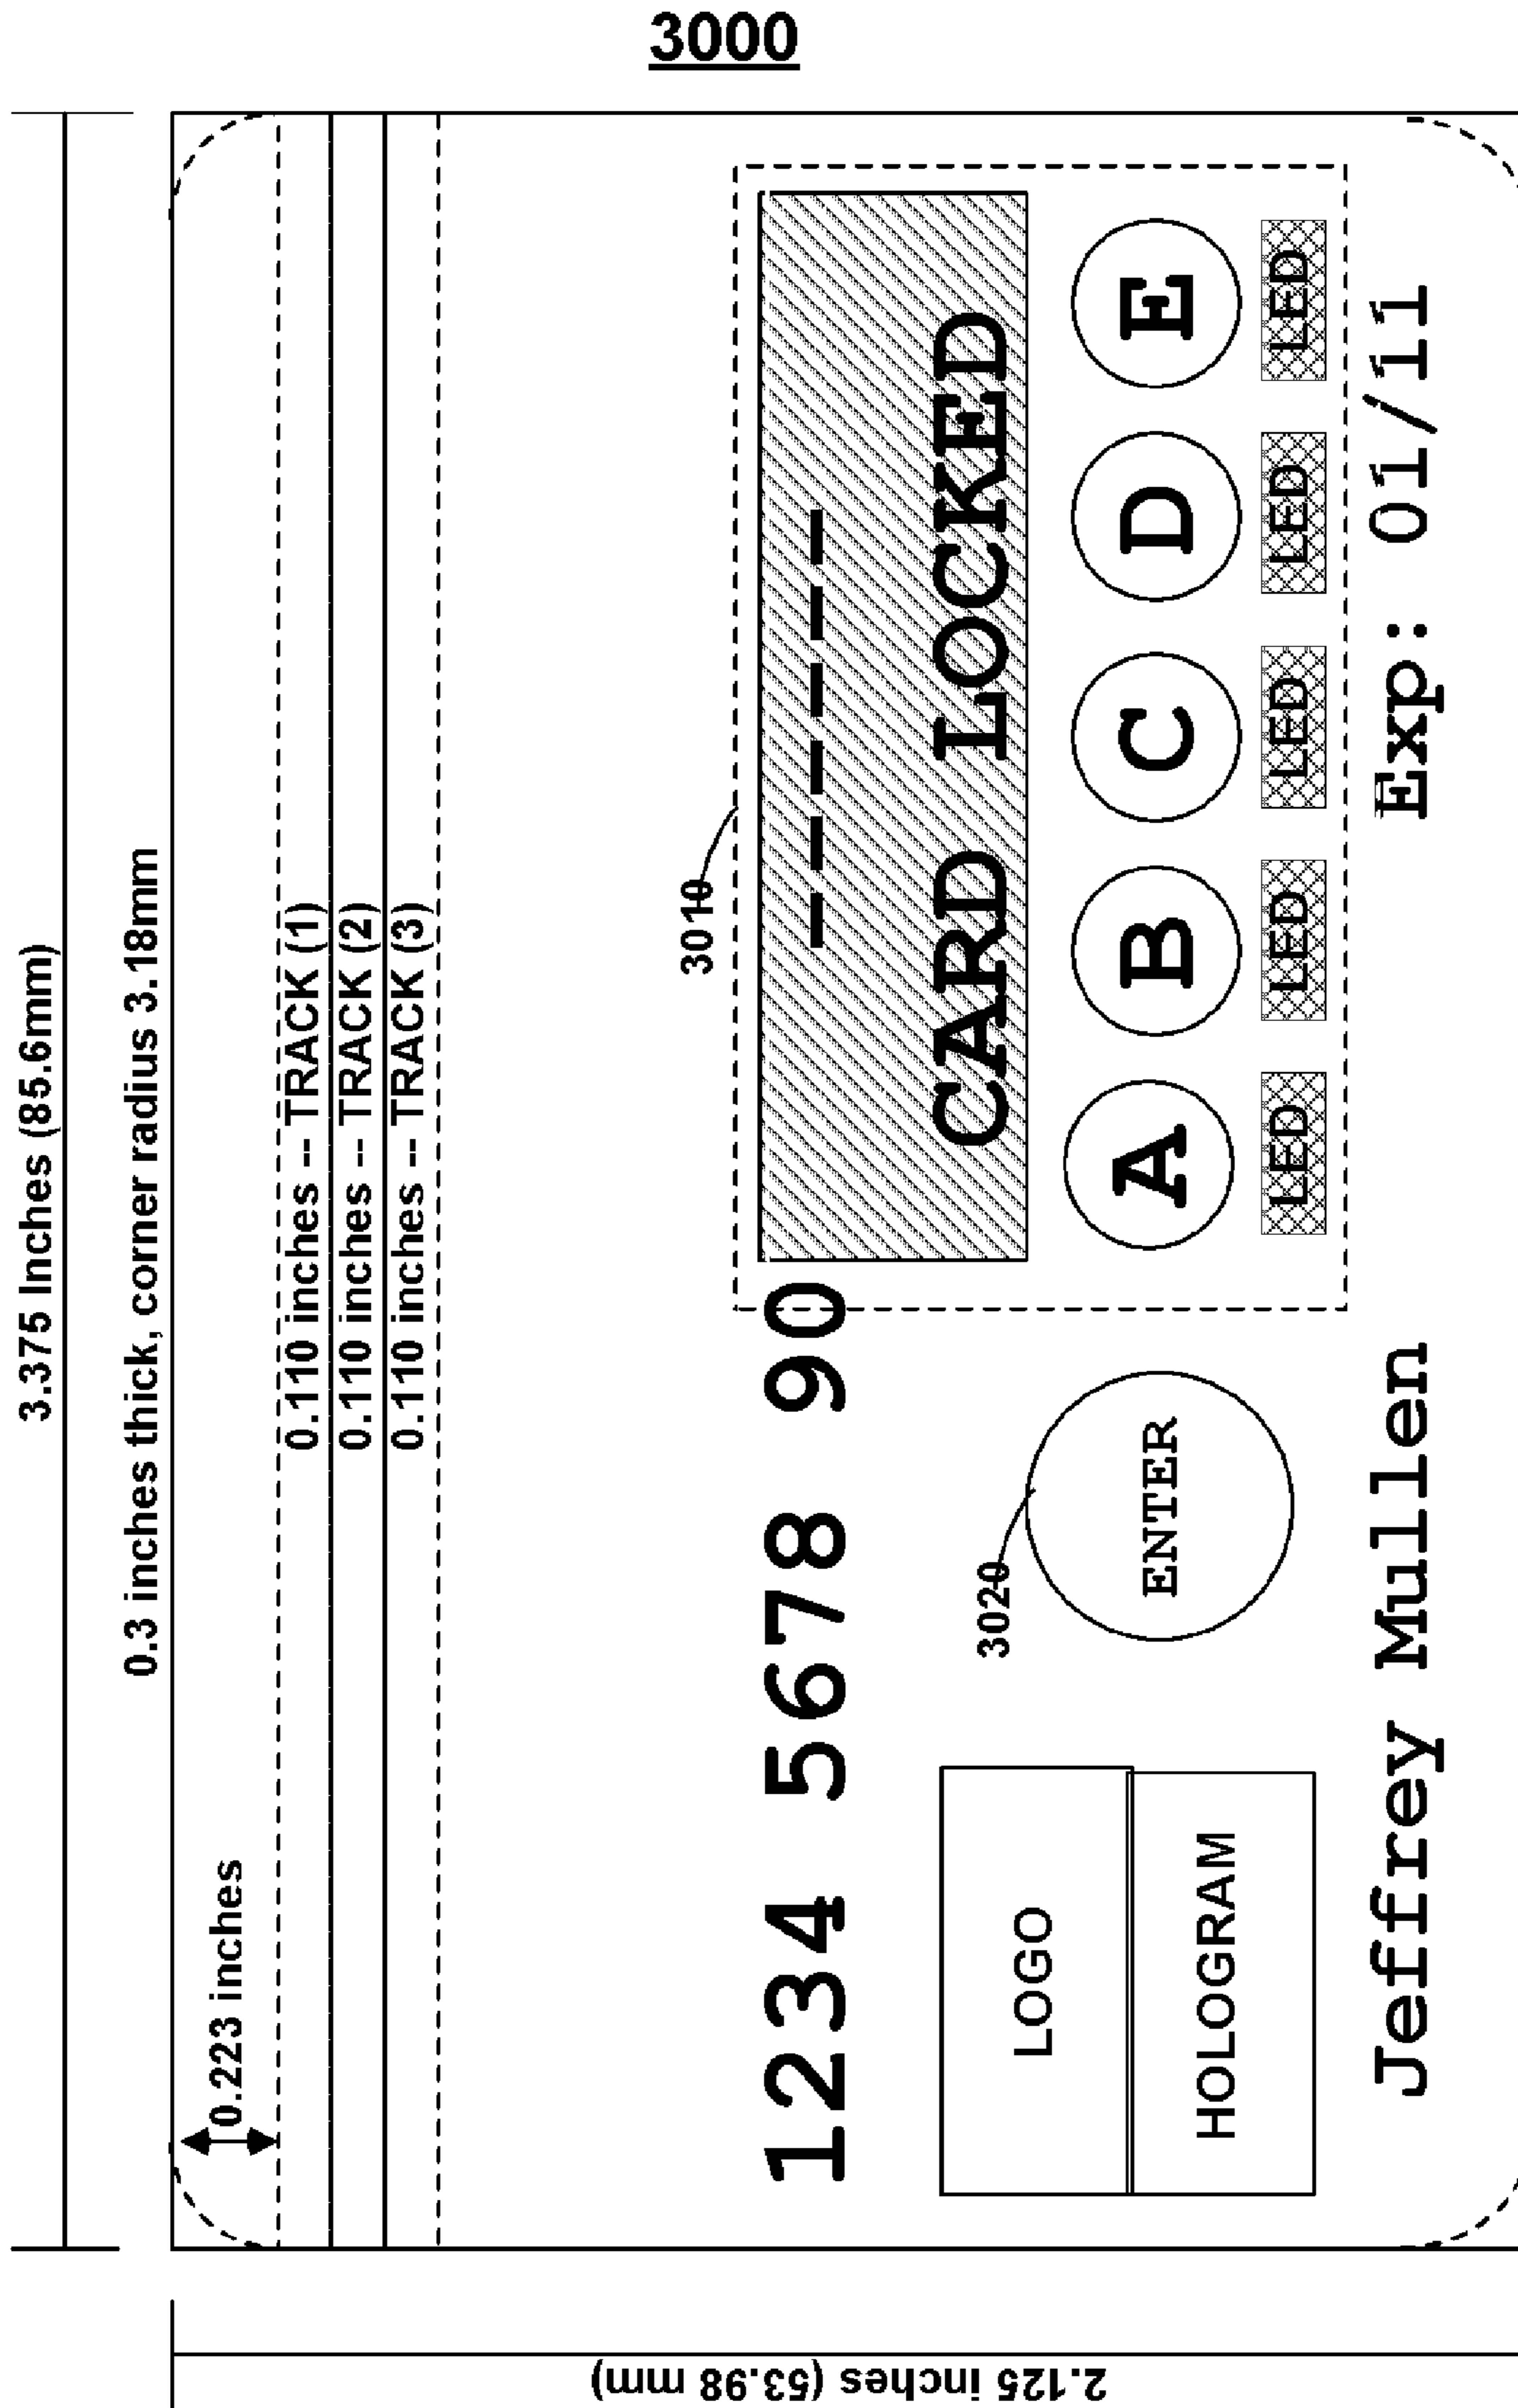 3000
3.375 Inches (85.6mm)
0.3 inches thick, corner radius 3.18mm
0.223 inches
0.110 inches -- TRACK (1)
0.110 inches -- TRACK (2)
0.110 inches -- TRACK (3)
2.125 inches (53.98 mm)
3010
1234 5678 90
CARD LOCKED
3020
LOGO
HOLOGRAM
ENTER
A B C D E
LED LED LED LED LED
Jeffrey Mullen Exp: 01/11